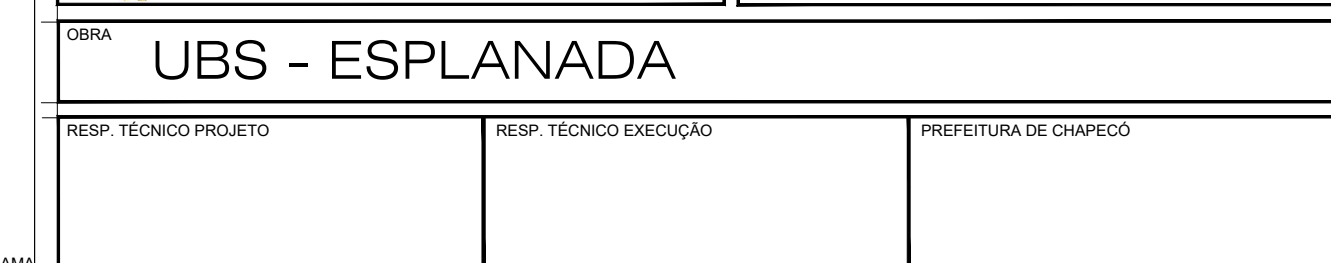 OBRA
UBS - ESPLANADA
RESP. TÉCNICO PROJETO
RESP. TÉCNICO EXECUÇÃO
PREFEITURA DE CHAPECÓ